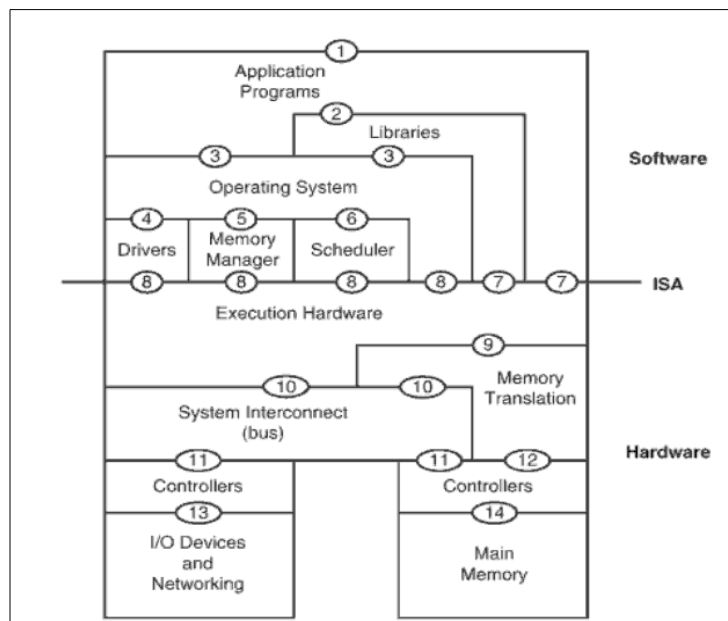 1
Application
Programs
2
Libraries
Software
3
3
Operating System
4
5
6
Drivers
Memory
Manager
Scheduler
8
8
8
8
7
7
ISA
Execution Hardware
9
Memory
Translation
10
10
System Interconnect
(bus)
Hardware
11
11
12
Controllers
Controllers
13
14
I/O Devices
and
Networking
Main
Memory